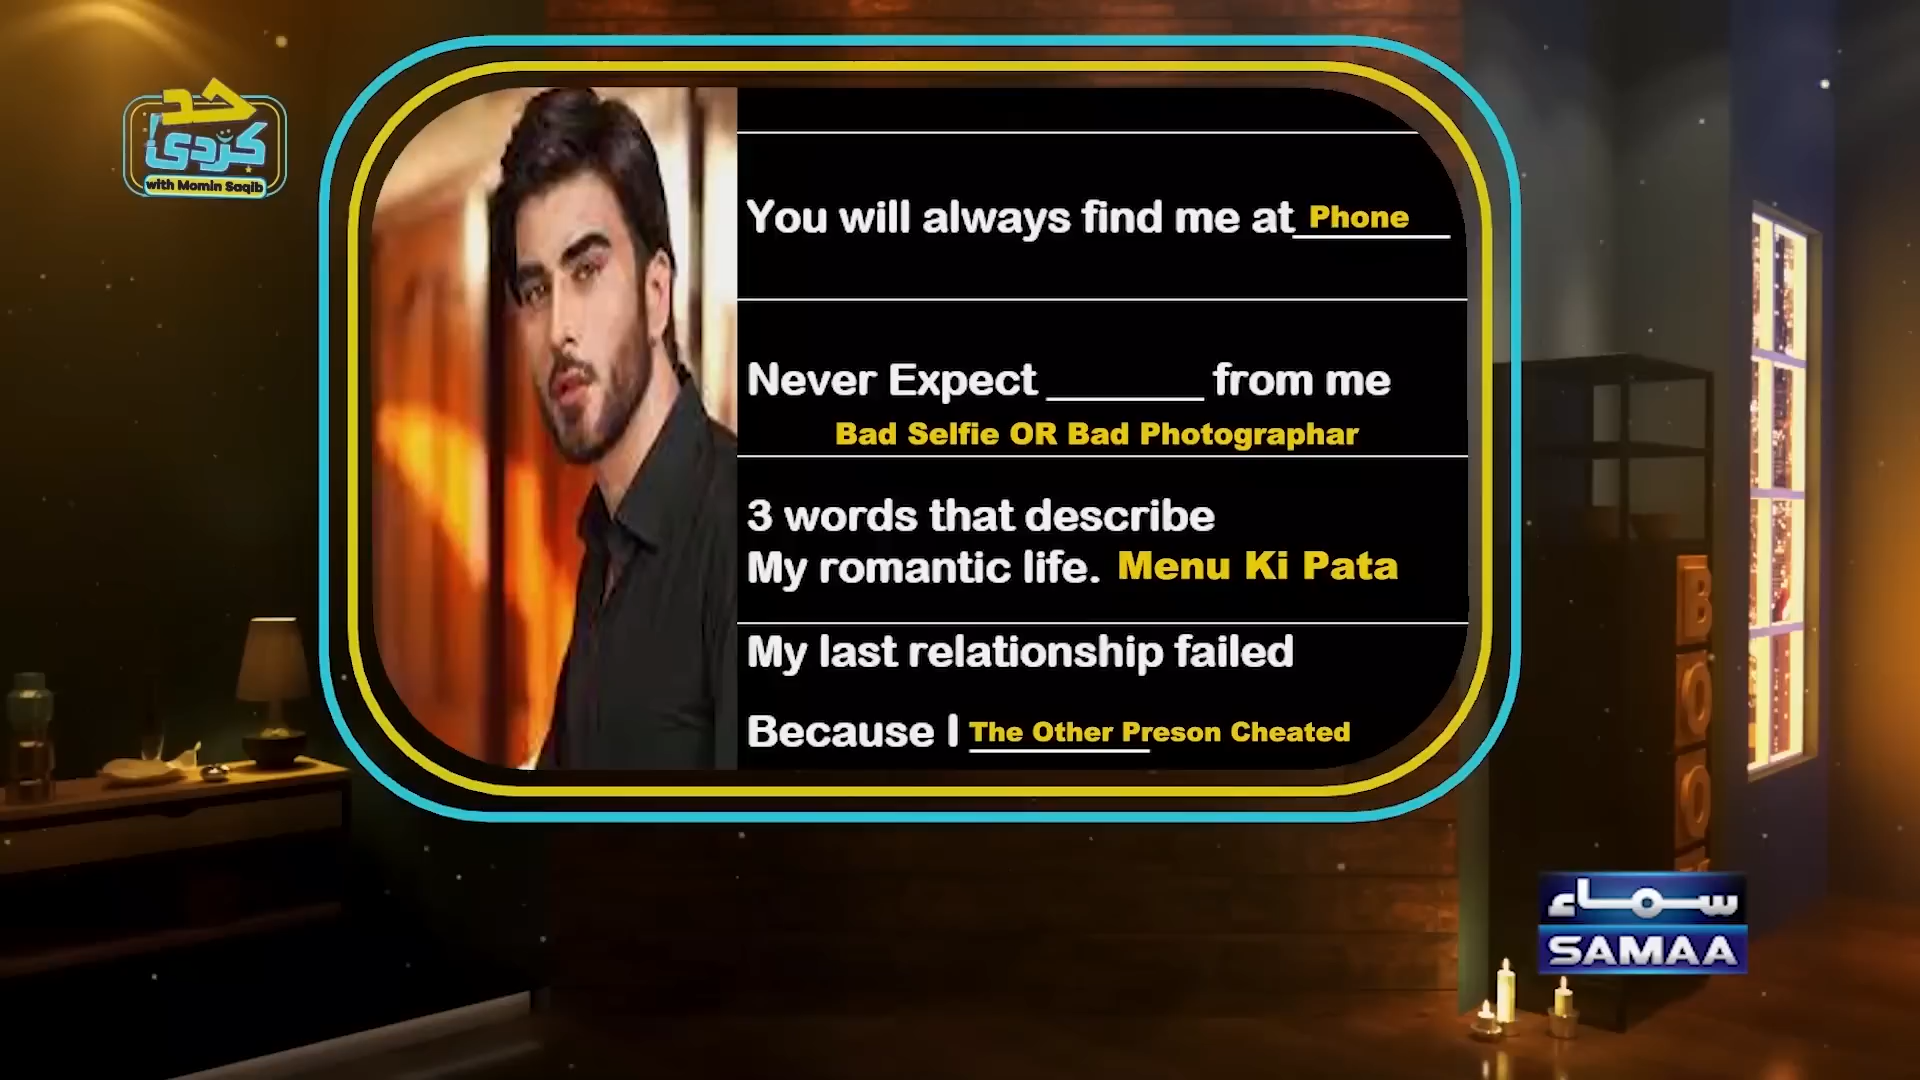 حد
کردی!
with Momin Saqib
You will always find me at Phone
Never Expect _______ from me
Bad Selfie OR Bad Photographar
3 words that describe
My romantic life. Menu Ki Pata
My last relationship failed
Because I The Other Preson Cheated
B
O
O
سماء
SAMAA